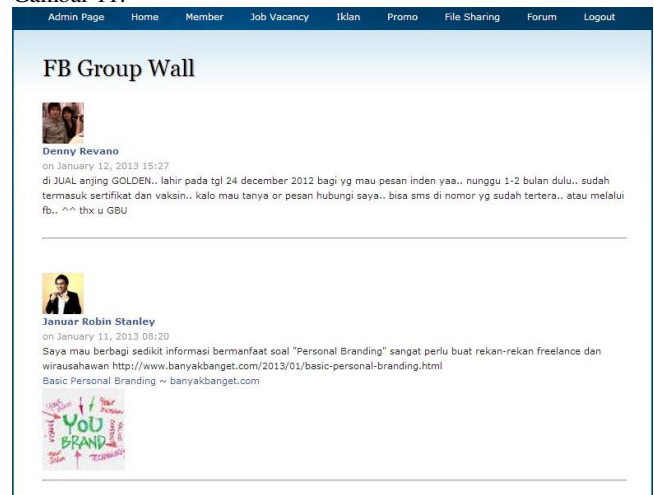 Gambar 11.
Admin Page Home Member Job Vacancy Iklan Promo File Sharing Forum Logout
FB Group Wall
Denny Revano
on January 12, 2013 15:27
di JUAL anjing GOLDEN.. lahir pada tgl 24 december 2012 bagi yg mau pesan inden yaa.. nunggu 1-2 bulan dulu.. sudah
termasuk sertifikat dan vaksin.. kalo mau tanya or pesan hubungi saya.. bisa sms di nomor yg sudah tertera.. atau melalui
fb.. ^^ thx u GBU
Januar Robin Stanley
on January 11, 2013 08:20
Saya mau berbagi sedikit informasi bermanfaat soal "Personal Branding" sangat perlu buat rekan-rekan freelance dan
wirausahawan http://www.banyakbanget.com/2013/01/basic-personal-branding.html
Basic Personal Branding ~ banyakbanget.com
YOU
BRAND